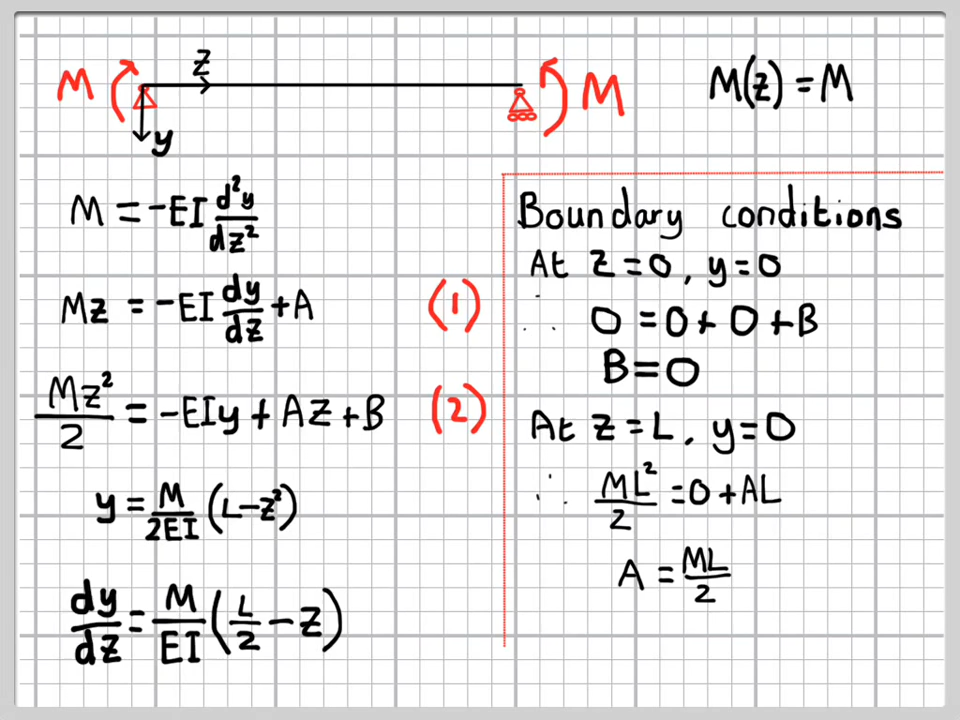 M z M M(z) = M
y
M = -EI d²y/dz²
Mz = -EI dy/dz + A (1)
Mz²/2 = -EIy + Az + B (2)
y = M/2EI (L - z²)
dy/dz = M/EI (L/2 - z)
Boundary conditions
At z = 0, y = 0
∴ 0 = 0 + 0 + B
B = 0
At z = L, y = 0
∴ ML²/2 = 0 + AL
A = ML/2